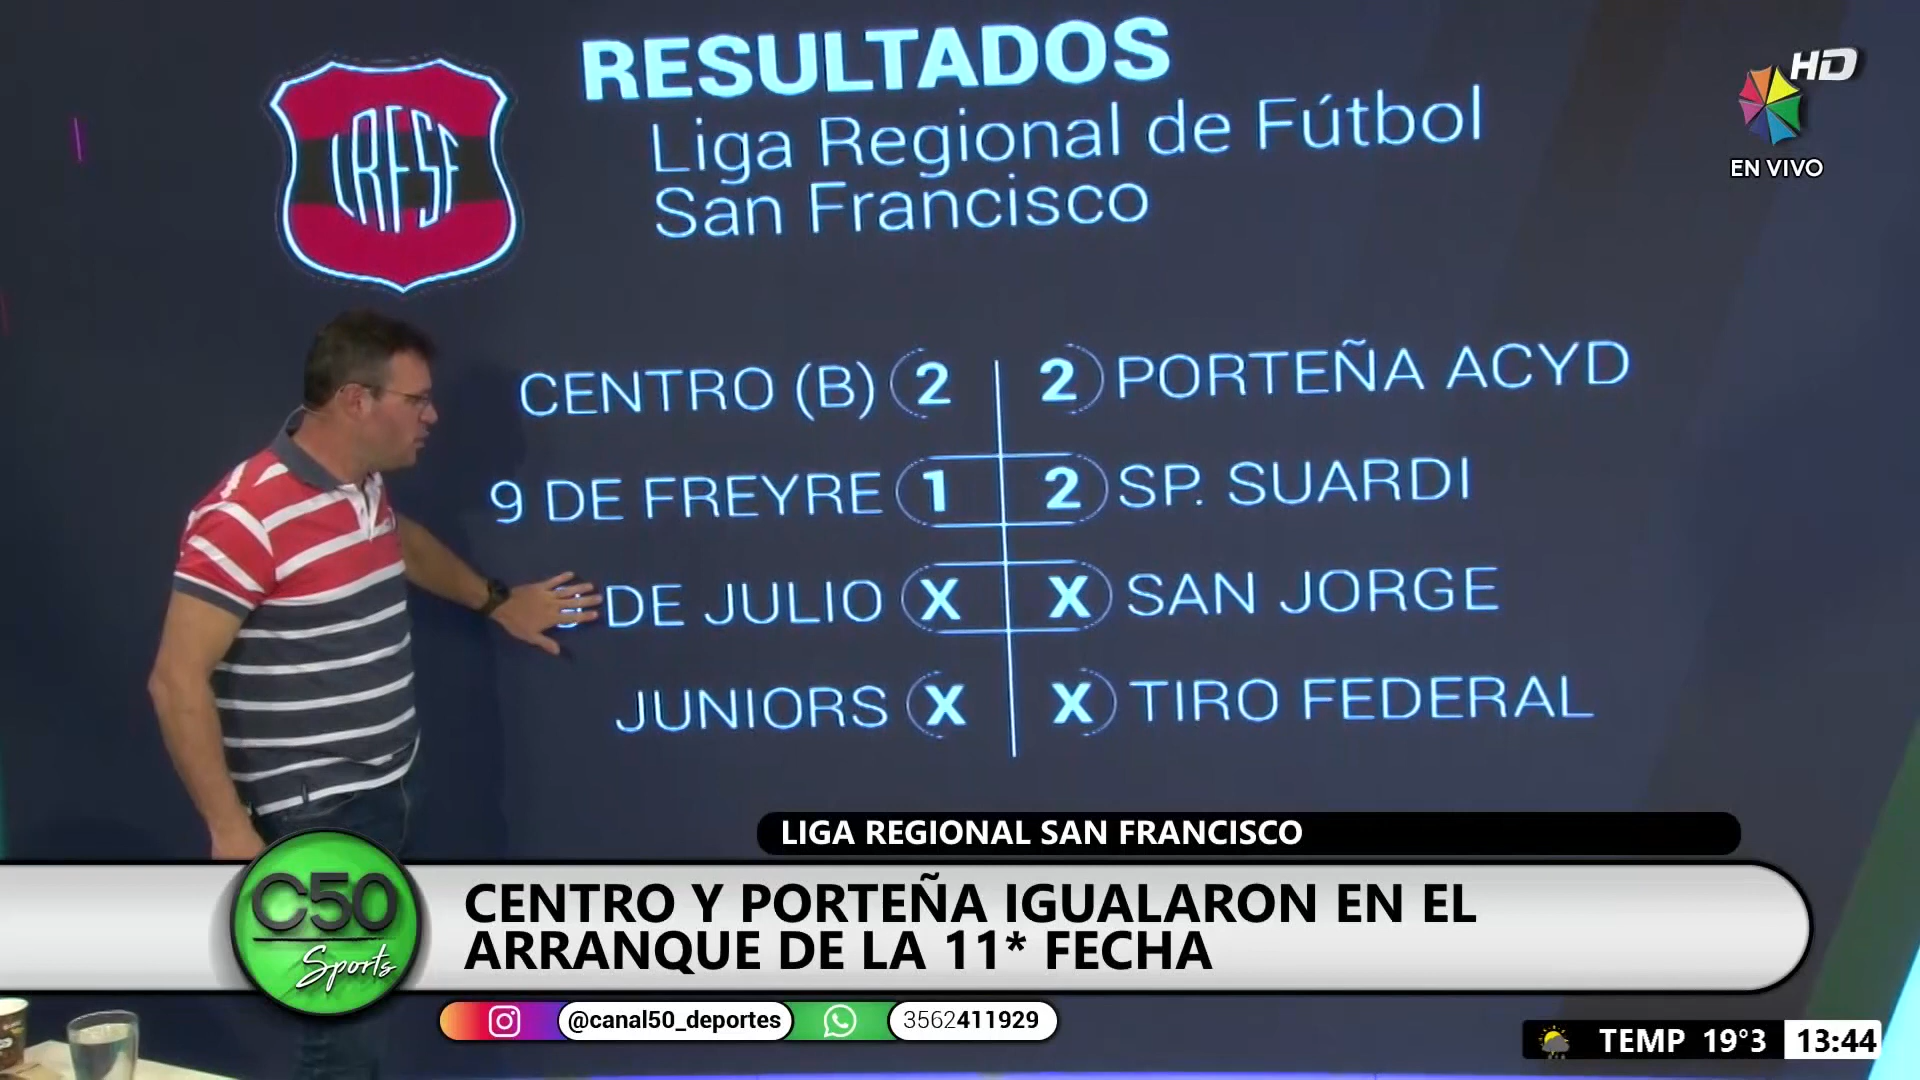 RESULTADOS
Liga Regional de Fútbol
San Francisco
LRFSF
HD
EN VIVO
CENTRO (B) 2 2 PORTEÑA ACYD
9 DE FREYRE 1 2 SP. SUARDI
DE JULIO X X SAN JORGE
JUNIORS X X TIRO FEDERAL
LIGA REGIONAL SAN FRANCISCO
CENTRO Y PORTEÑA IGUALARON EN EL
ARRANQUE DE LA 11* FECHA
C50
Sports
@canal50_deportes 3562411929
TEMP 19°3 13:44